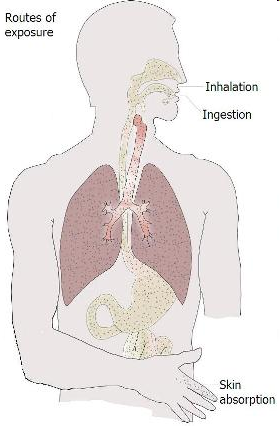 Routes of
exposure
Inhalation
Ingestion
Skin
absorption